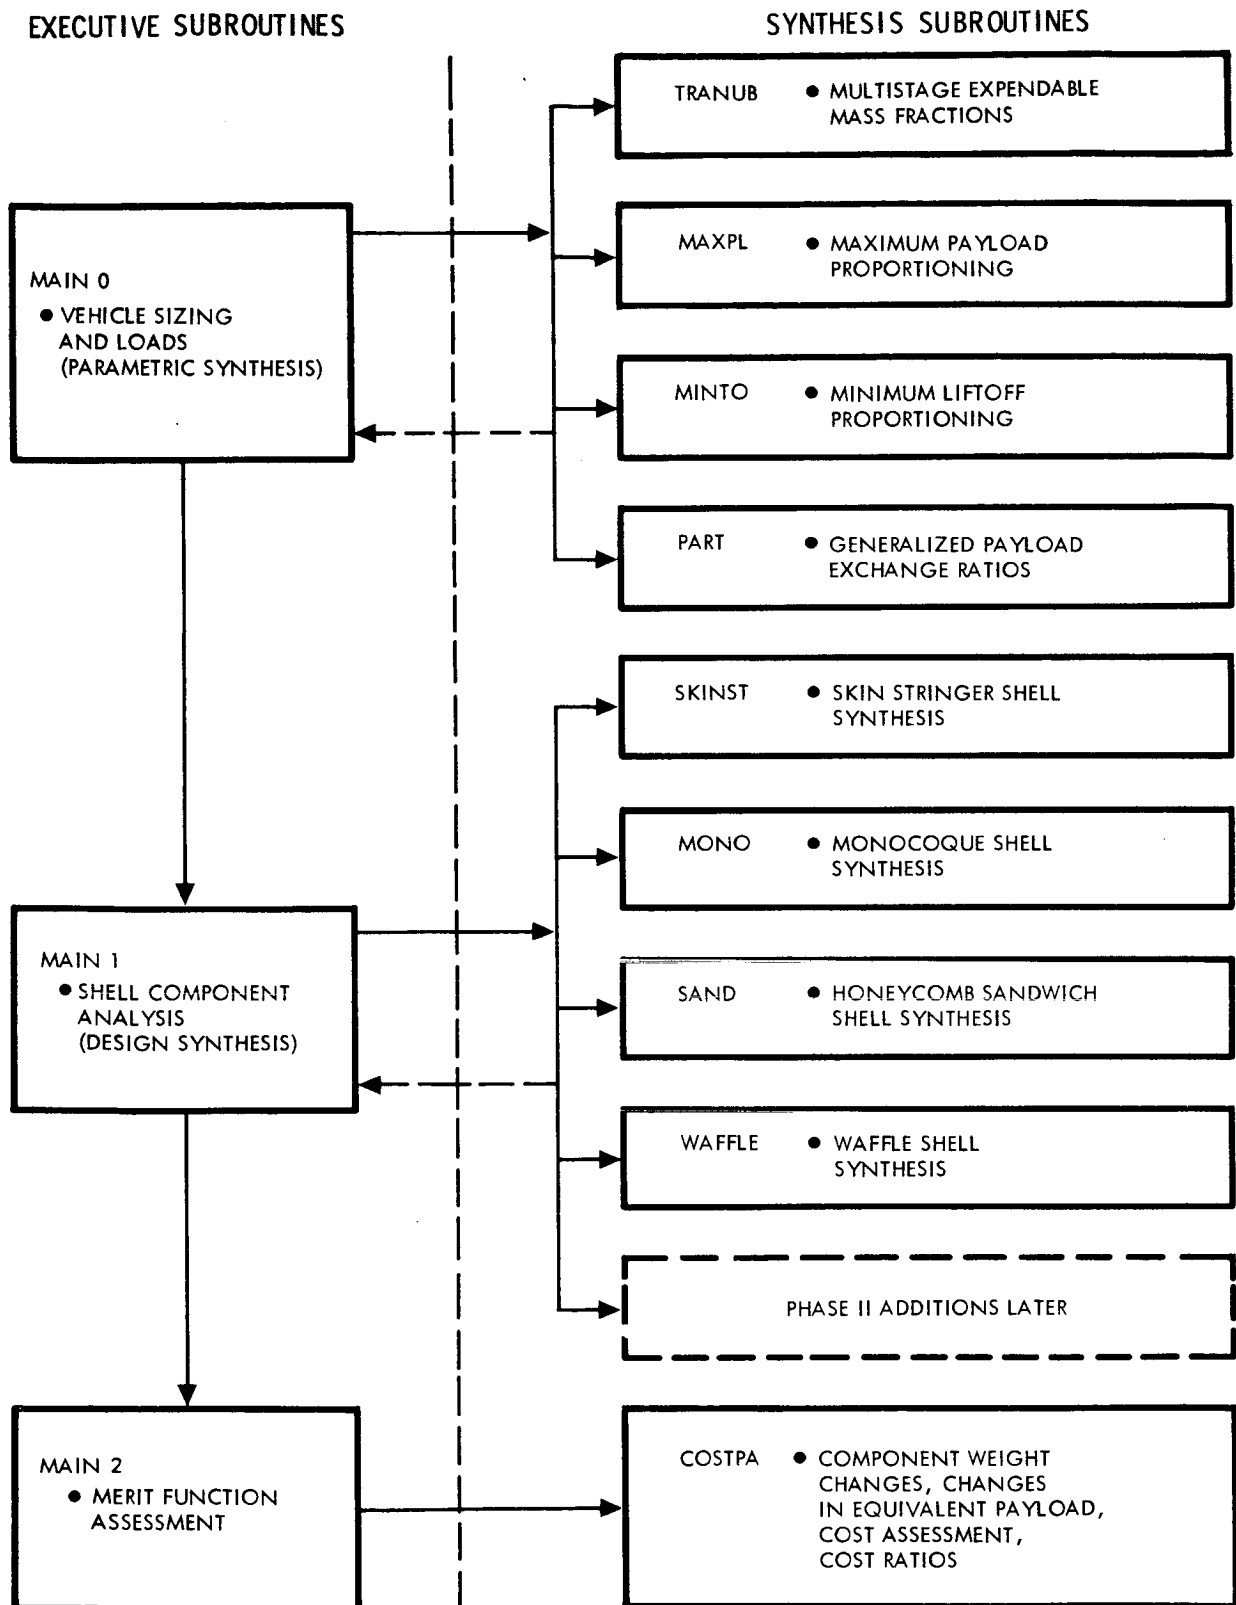 EXECUTIVE SUBROUTINES
SYNTHESIS SUBROUTINES
MAIN 0
● VEHICLE SIZING
AND LOADS
(PARAMETRIC SYNTHESIS)
TRANUB ● MULTISTAGE EXPENDABLE
MASS FRACTIONS
MAXPL ● MAXIMUM PAYLOAD
PROPORTIONING
MINTO ● MINIMUM LIFTOFF
PROPORTIONING
PART ● GENERALIZED PAYLOAD
EXCHANGE RATIOS
MAIN 1
● SHELL COMPONENT
ANALYSIS
(DESIGN SYNTHESIS)
SKINST ● SKIN STRINGER SHELL
SYNTHESIS
MONO ● MONOCOQUE SHELL
SYNTHESIS
SAND ● HONEYCOMB SANDWICH
SHELL SYNTHESIS
WAFFLE ● WAFFLE SHELL
SYNTHESIS
PHASE II ADDITIONS LATER
MAIN 2
● MERIT FUNCTION
ASSESSMENT
COSTPA ● COMPONENT WEIGHT
CHANGES, CHANGES
IN EQUIVALENT PAYLOAD,
COST ASSESSMENT,
COST RATIOS